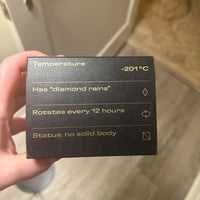 Temperature -201°C
Has "diamond rains"
Rotates every 12 hours
Status: no solid body